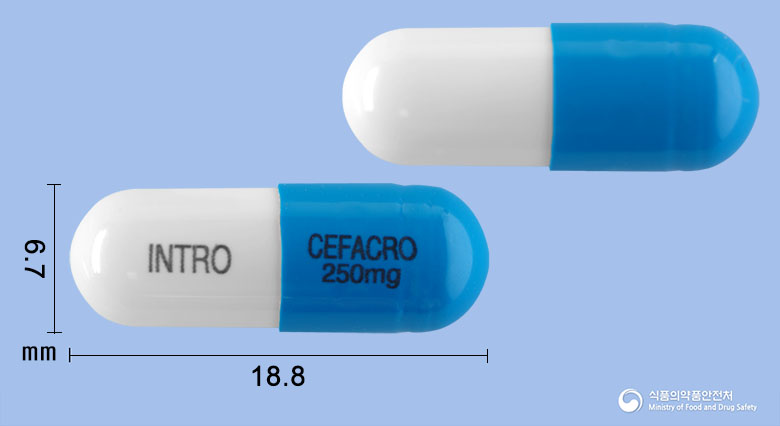 INTRO
CEFACRO
250mg
6.7
mm
18.8
식품의약품안전처
Ministry of Food and Drug Safety